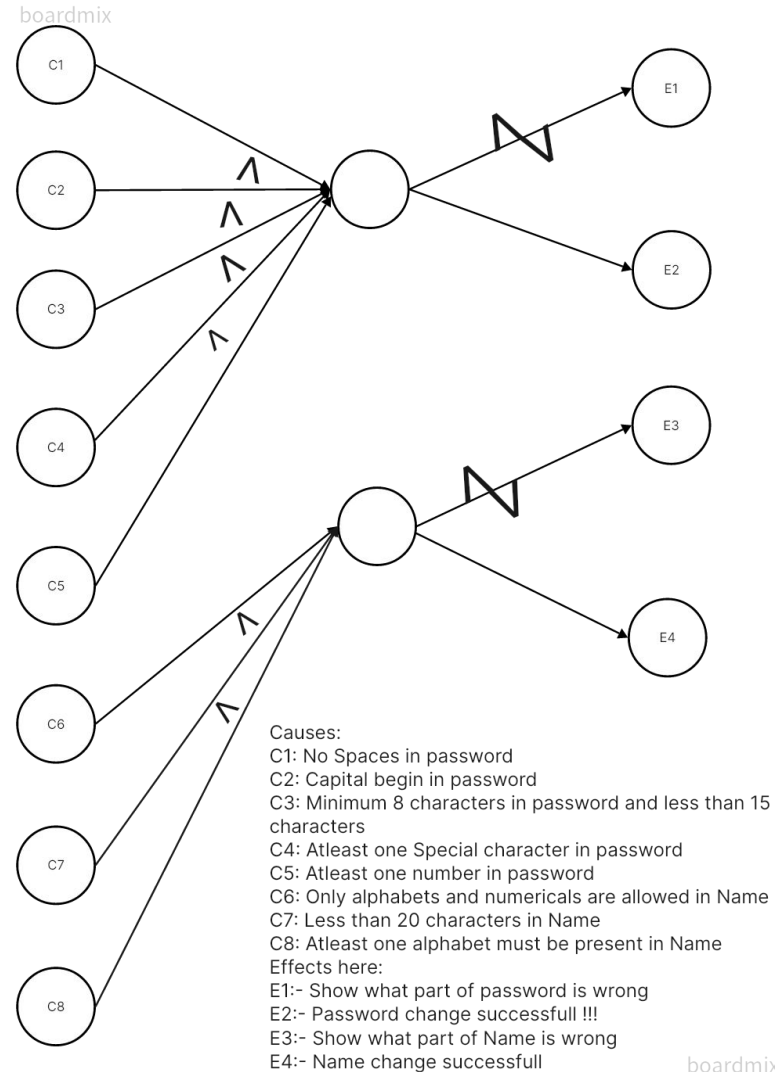 boardmix
C1
E1
C2
E2
C3
E3
C4
C5
E4
C6
C7
C8
Causes:
C1: No Spaces in password
C2: Capital begin in password
C3: Minimum 8 characters in password and less than 15
characters
C4: Atleast one Special character in password
C5: Atleast one number in password
C6: Only alphabets and numericals are allowed in Name
C7: Less than 20 characters in Name
C8: Atleast one alphabet must be present in Name
Effects here:
E1:- Show what part of password is wrong
E2:- Password change successfull !!!
E3:- Show what part of Name is wrong
E4:- Name change successfull
boardmix